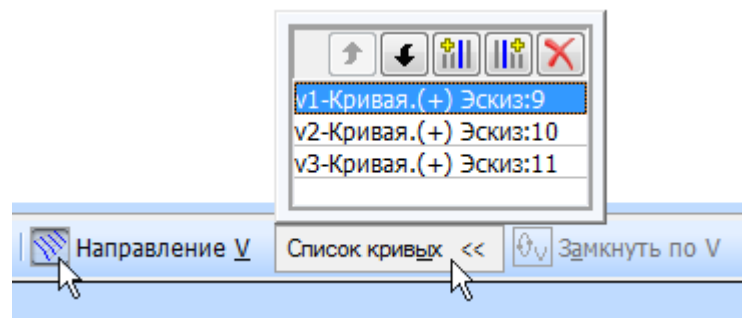 v1-Кривая.(+) Эскиз:9
v2-Кривая.(+) Эскиз:10
v3-Кривая.(+) Эскиз:11
Направление V Список кривых << Замкнуть по V